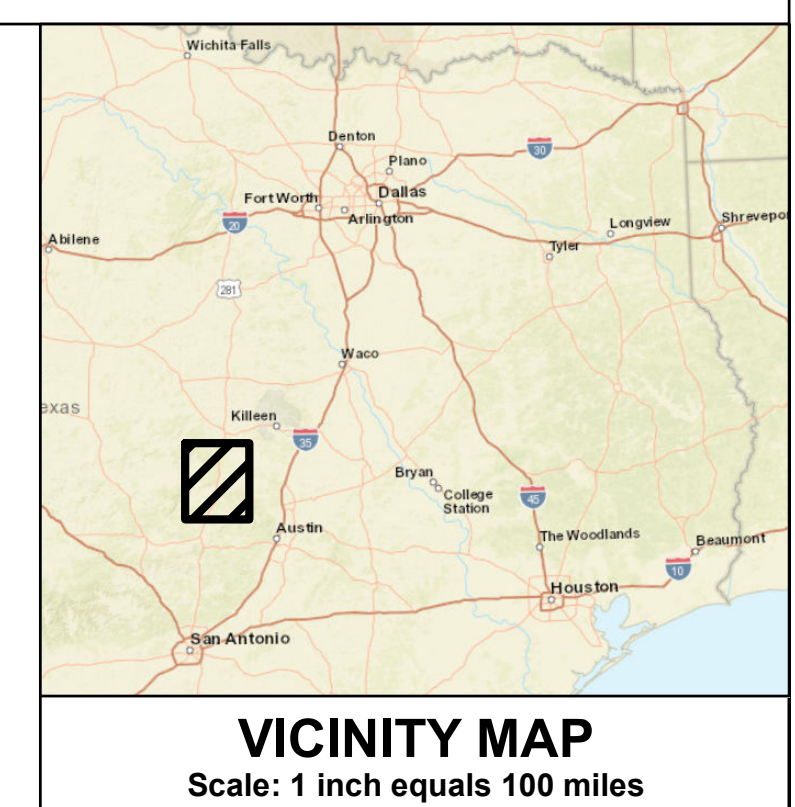 Wichita Falls
Denton
Plano
30
Fort Worth
Dallas
Arlington
20
Longview
Shrevepor
Abilene
Tyler
281
Waco
exas
Killeen
35
Bryan
College
Station
45
Austin
The Woodlands
Beaumont
10
Houston
San Antonio
VICINITY MAP
Scale: 1 inch equals 100 miles